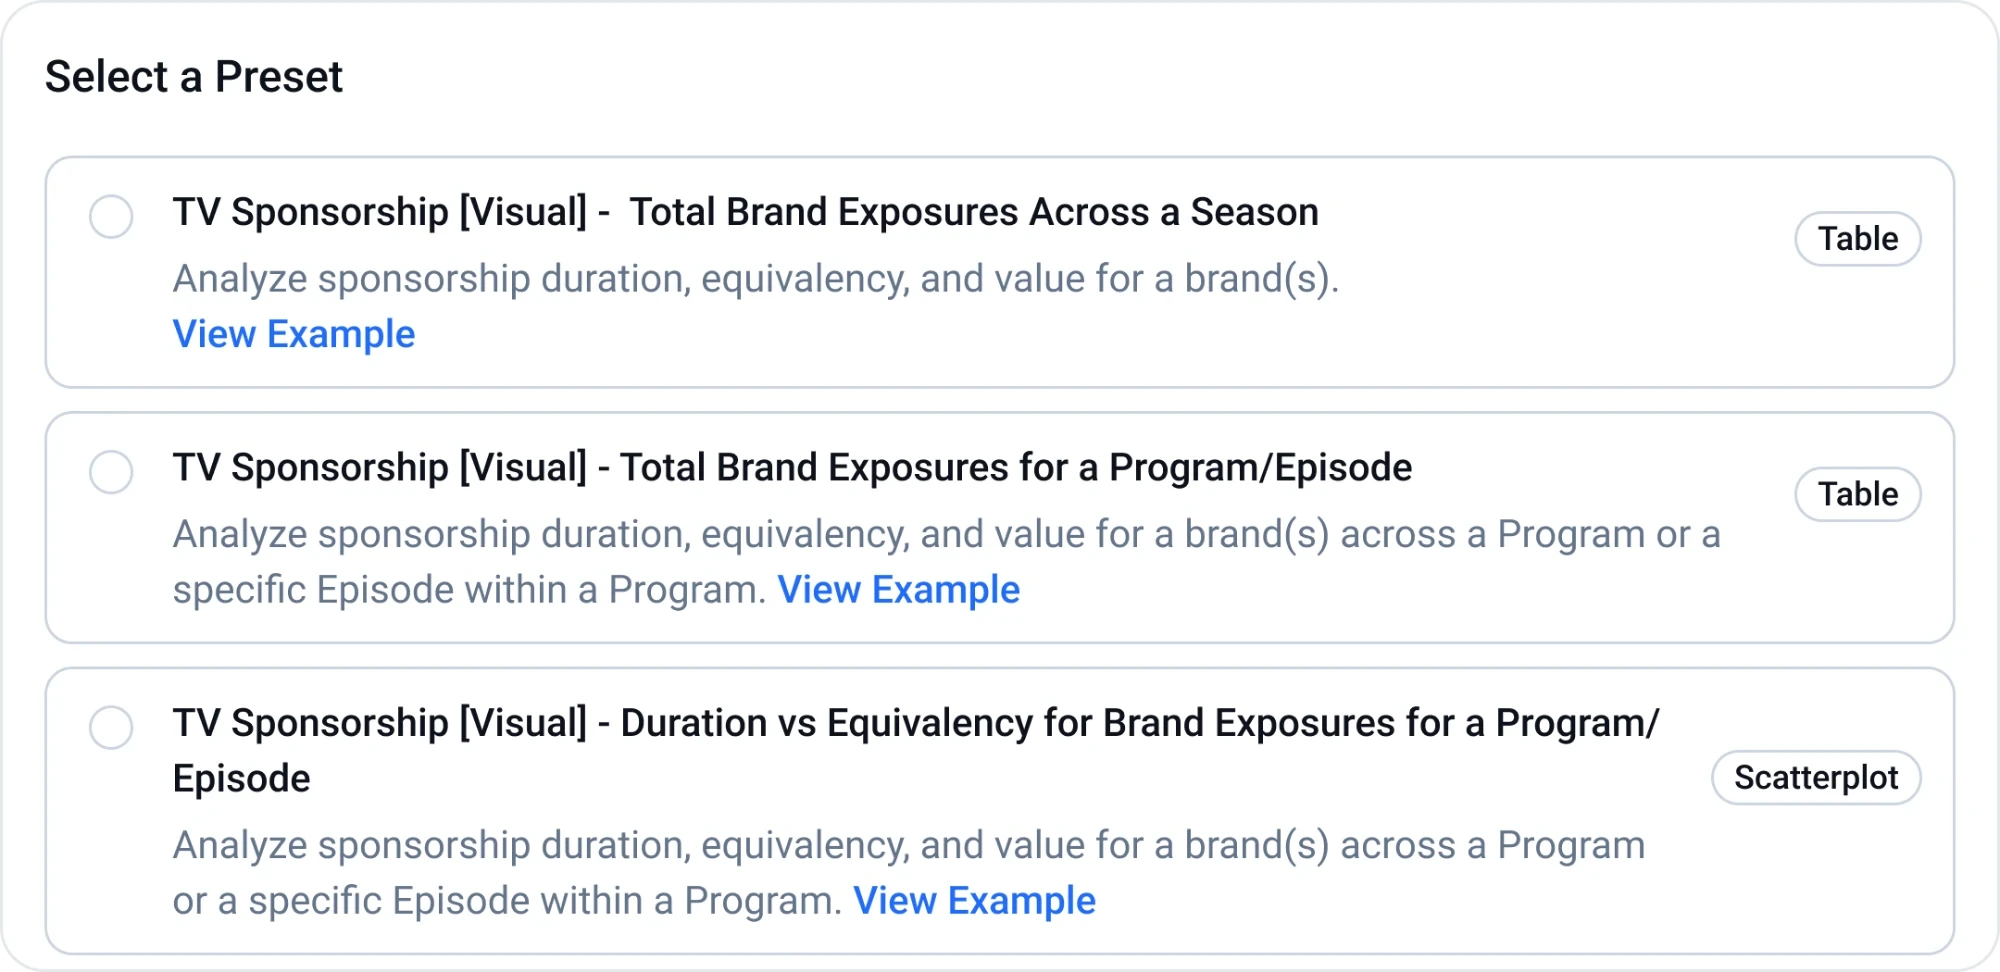 Select a Preset
TV Sponsorship [Visual] -  Total Brand Exposures Across a Season
Table
Analyze sponsorship duration, equivalency, and value for a brand(s).
View Example
TV Sponsorship [Visual] - Total Brand Exposures for a Program/Episode
Table
Analyze sponsorship duration, equivalency, and value for a brand(s) across a Program or a
specific Episode within a Program. View Example
TV Sponsorship [Visual] - Duration vs Equivalency for Brand Exposures for a Program/
Episode
Scatterplot
Analyze sponsorship duration, equivalency, and value for a brand(s) across a Program
or a specific Episode within a Program. View Example